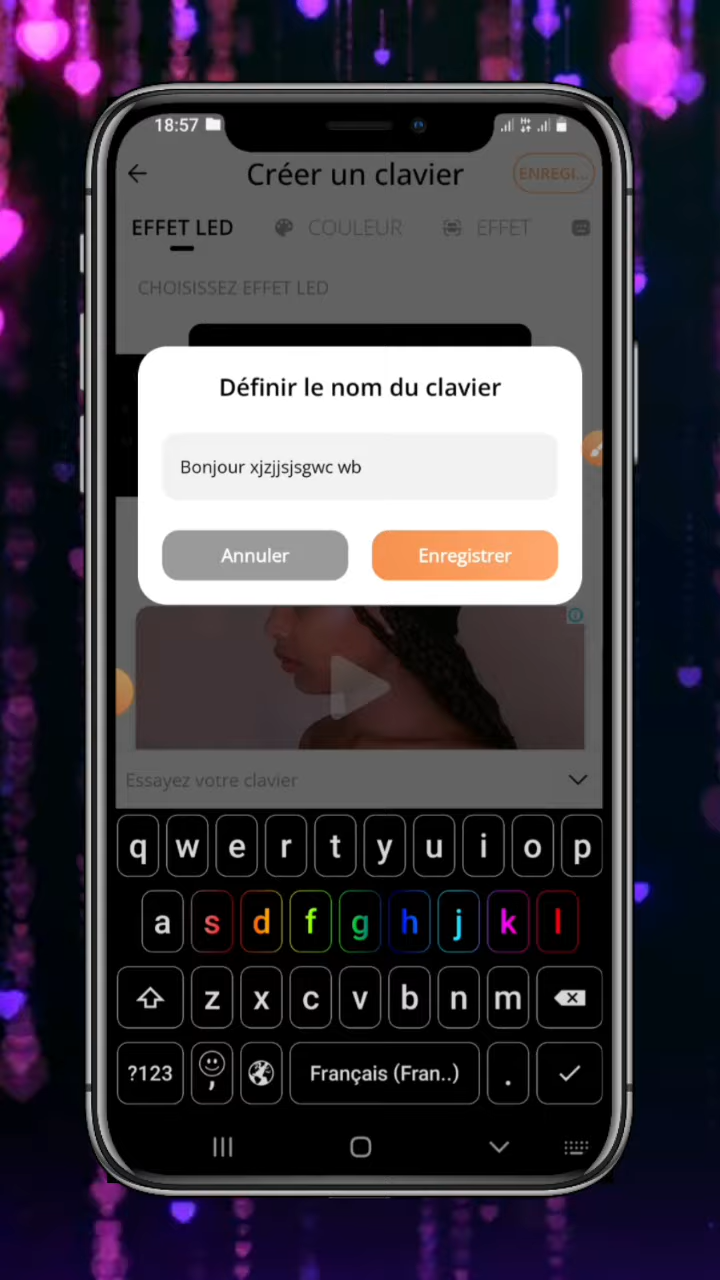 18:57
Créer un clavier
ENREGI...
EFFET LED
COULEUR
EFFET
CHOISISSEZ EFFET LED
Définir le nom du clavier
Bonjour xjzjjsjsgwc wb
Annuler
Enregistrer
Essayez votre clavier
q w e r t y u i o p
a s d f g h j k l
z x c v b n m
?123 , Français (Fran..) .